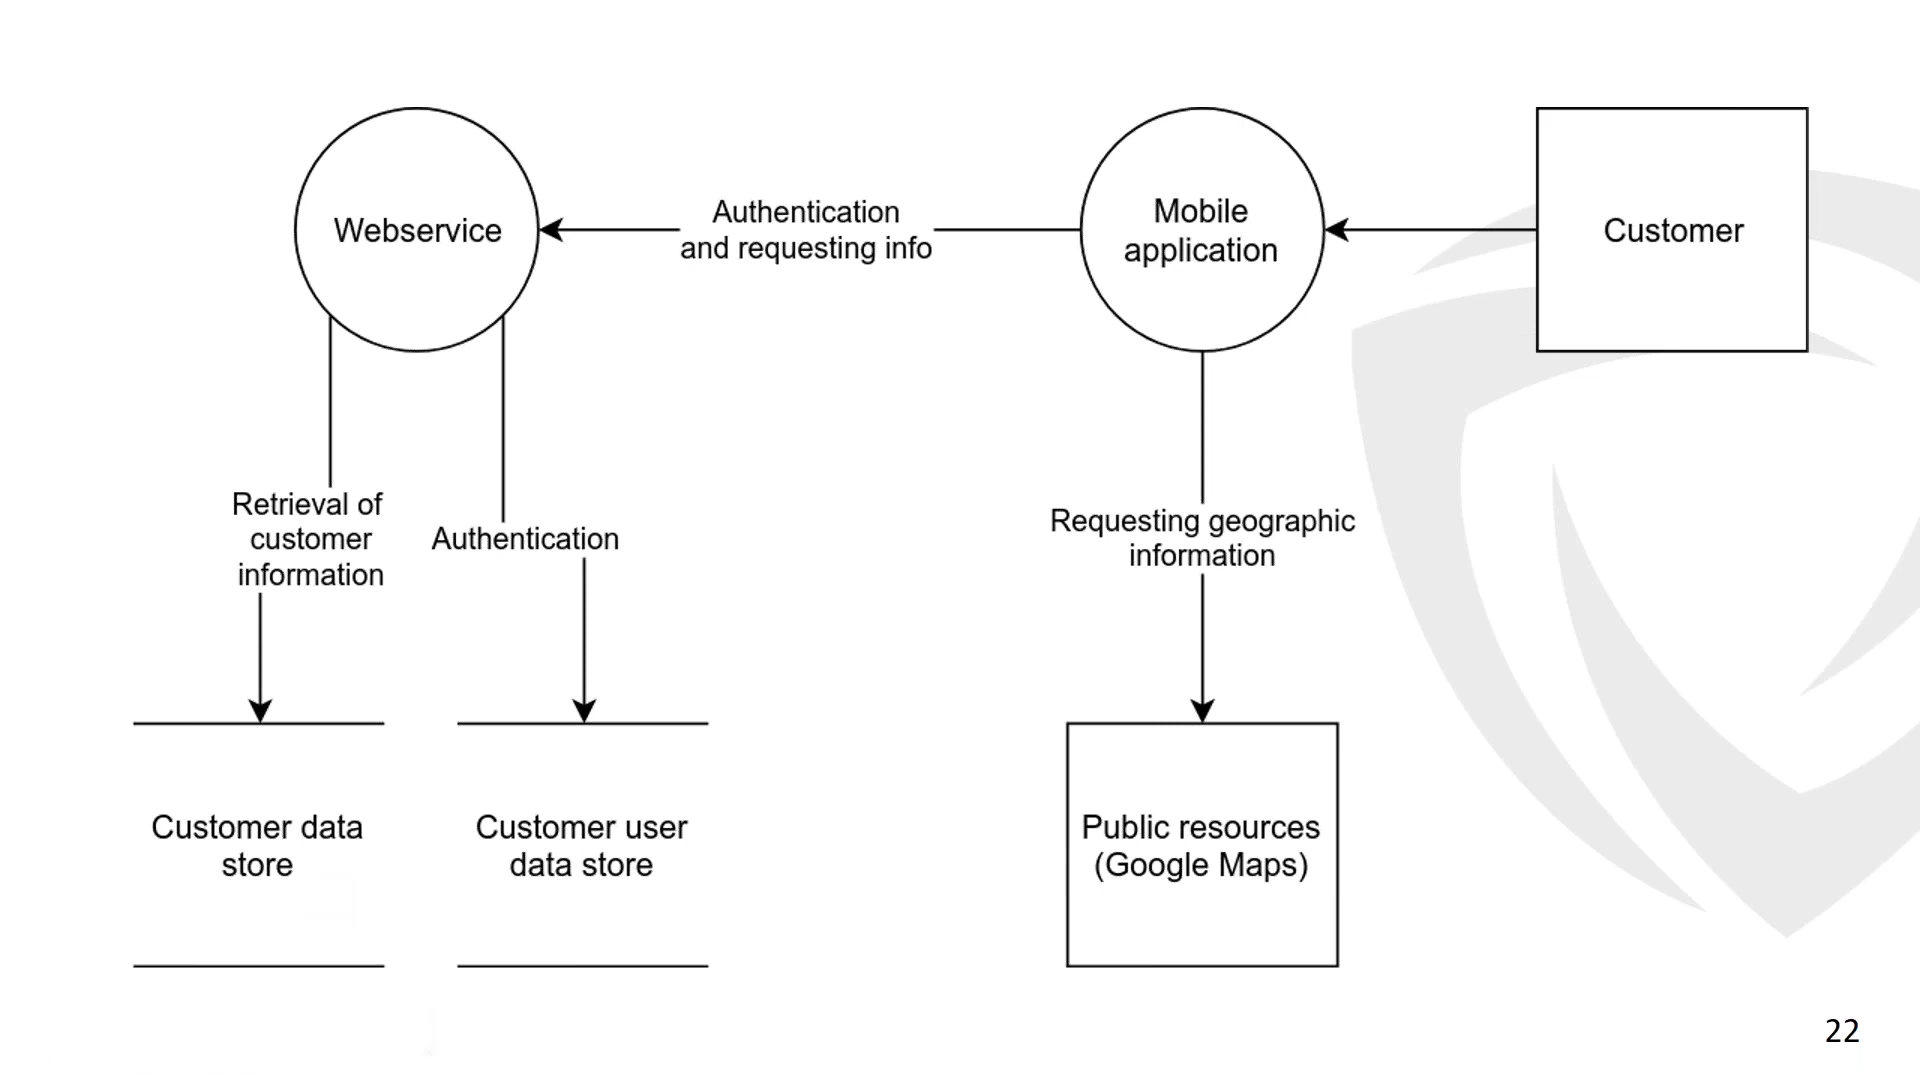 Webservice
Authentication
and requesting info
Mobile
application
Customer
Retrieval of
customer
information
Authentication
Requesting geographic
information
Customer data
store
Customer user
data store
Public resources
(Google Maps)
22